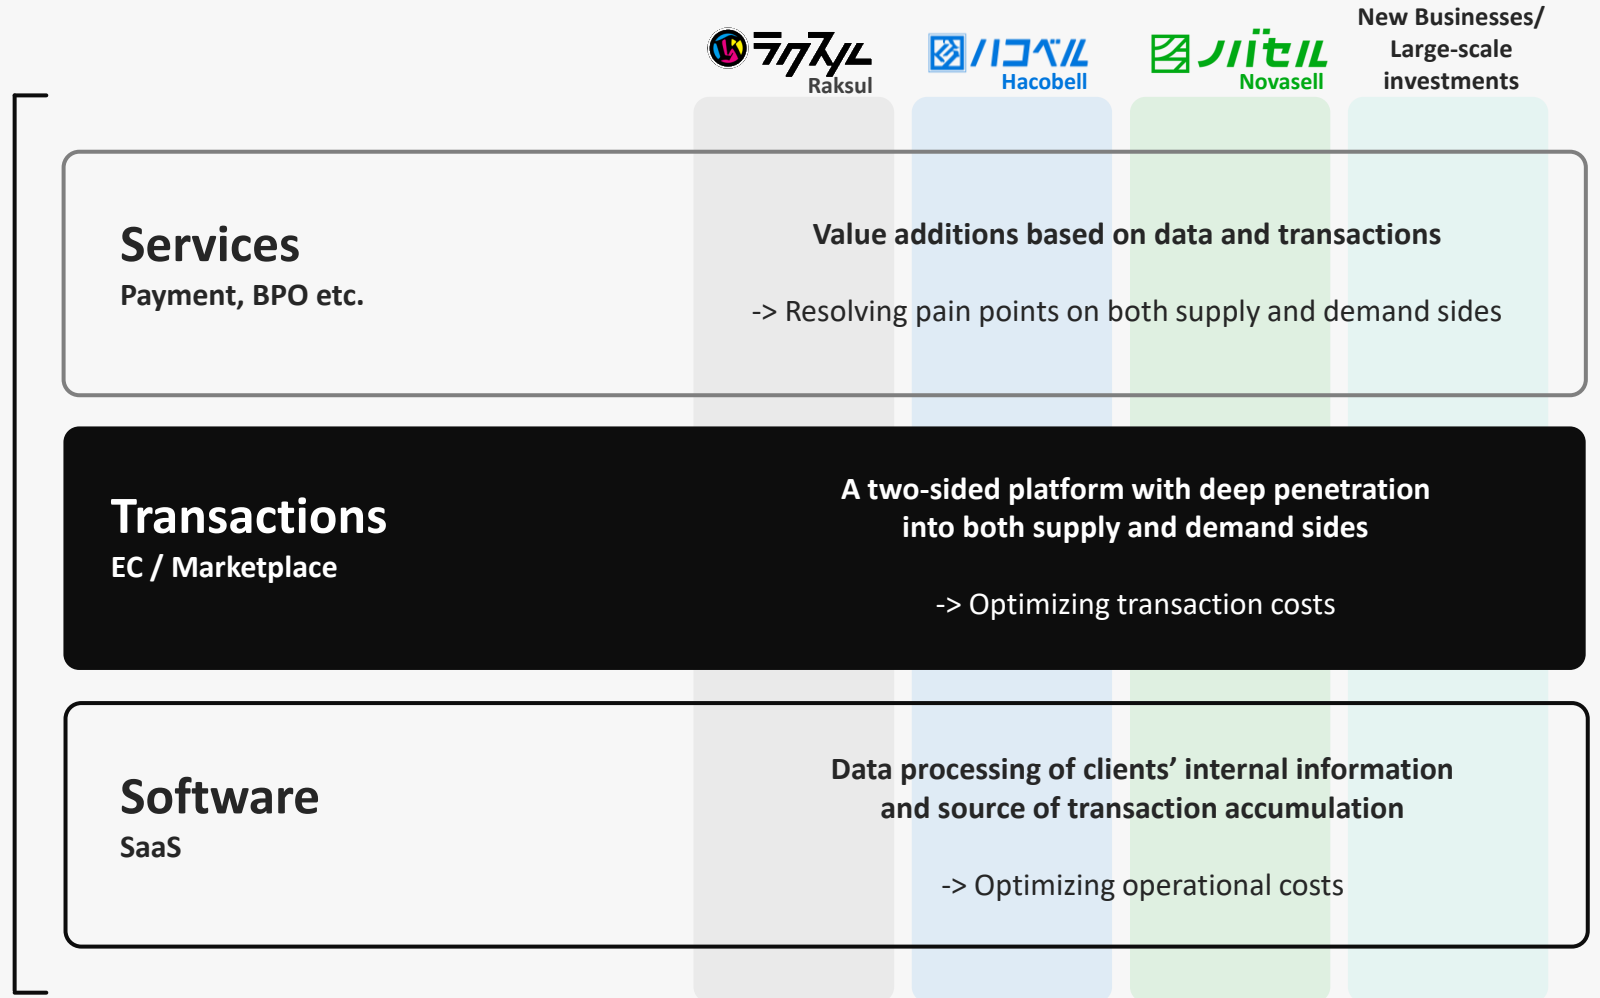 ラクスル
Raksul
ハコベル
Hacobell
ノバセル
Novasell
New Businesses/
Large-scale
investments
Services
Payment, BPO etc.
Value additions based on data and transactions
-> Resolving pain points on both supply and demand sides
Transactions
EC / Marketplace
A two-sided platform with deep penetration
into both supply and demand sides
-> Optimizing transaction costs
Software
SaaS
Data processing of clients’ internal information
and source of transaction accumulation
-> Optimizing operational costs